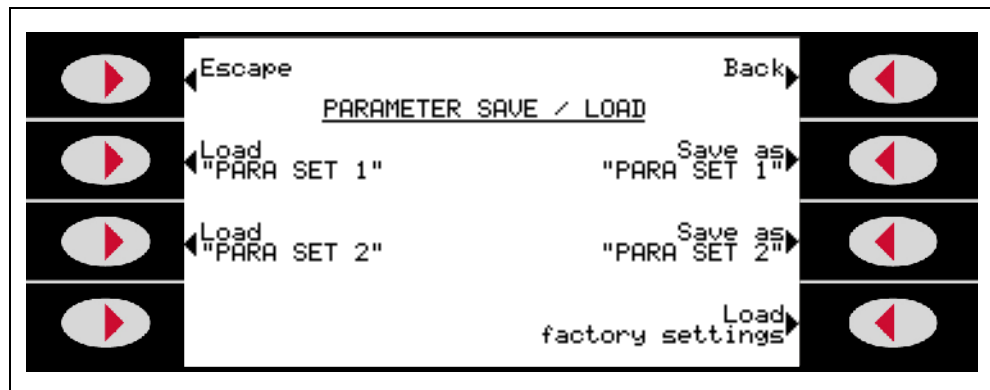 Escape
Back
PARAMETER SAVE / LOAD
Load
"PARA SET 1"
Save as
"PARA SET 1"
Load
"PARA SET 2"
Save as
"PARA SET 2"
Load
factory settings